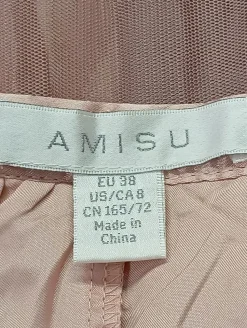 AMISU
EU 38
US/CA 8
CN 165/72
Made in
China